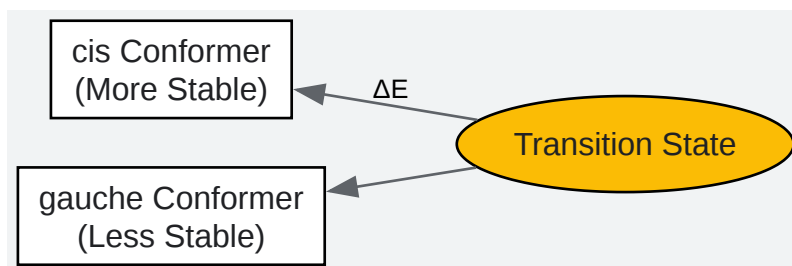 cis Conformer
(More Stable)
ΔE
Transition State
gauche Conformer
(Less Stable)